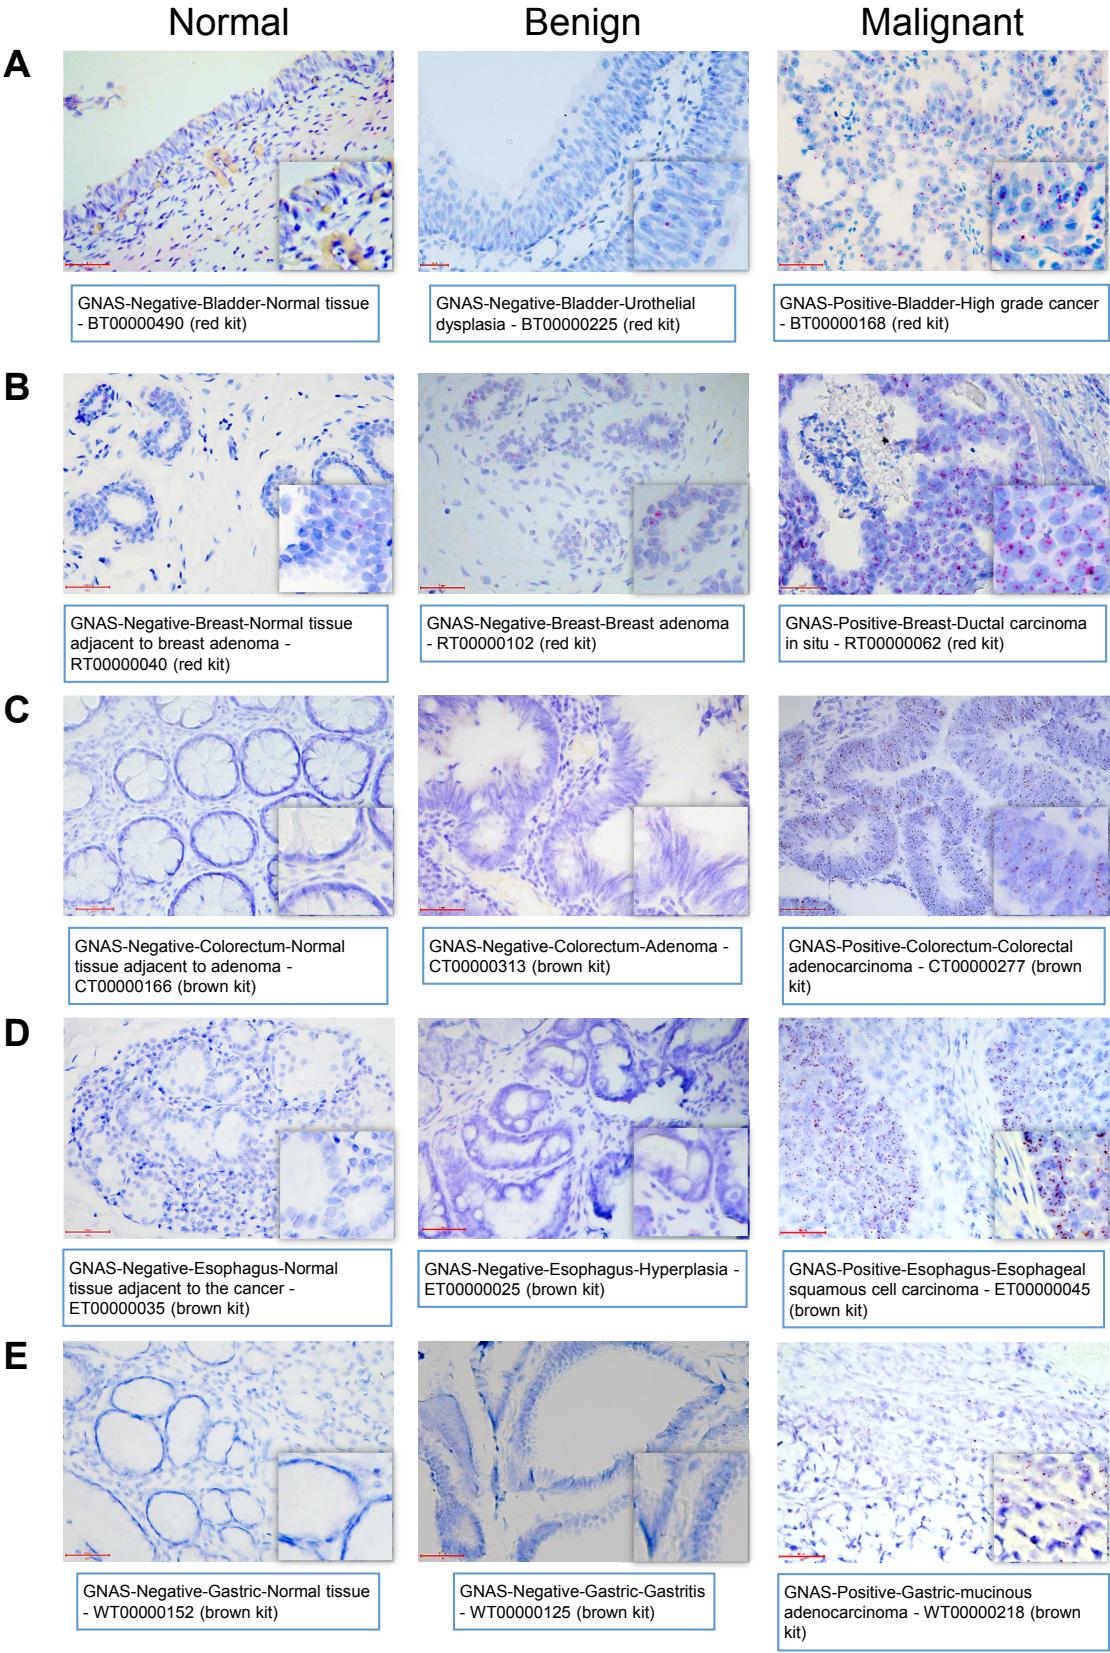 Normal
Benign
Malignant
A
GNAS-Negative-Bladder-Normal tissue
- BT00000490 (red kit)
GNAS-Negative-Bladder-Urothelial
dysplasia - BT00000225 (red kit)
GNAS-Positive-Bladder-High grade cancer
- BT00000168 (red kit)
B
GNAS-Negative-Breast-Normal tissue
adjacent to breast adenoma -
RT00000040 (red kit)
GNAS-Negative-Breast-Breast adenoma
- RT00000102 (red kit)
GNAS-Positive-Breast-Ductal carcinoma
in situ - RT00000062 (red kit)
C
GNAS-Negative-Colorectum-Normal
tissue adjacent to adenoma -
CT00000166 (brown kit)
GNAS-Negative-Colorectum-Adenoma -
CT00000313 (brown kit)
GNAS-Positive-Colorectum-Colorectal
adenocarcinoma - CT00000277 (brown
kit)
D
GNAS-Negative-Esophagus-Normal
tissue adjacent to the cancer -
ET00000035 (brown kit)
GNAS-Negative-Esophagus-Hyperplasia -
ET00000025 (brown kit)
GNAS-Positive-Esophagus-Esophageal
squamous cell carcinoma - ET00000045
(brown kit)
E
GNAS-Negative-Gastric-Normal tissue
- WT00000152 (brown kit)
GNAS-Negative-Gastric-Gastritis
- WT00000125 (brown kit)
GNAS-Positive-Gastric-mucinous
adenocarcinoma - WT00000218 (brown
kit)